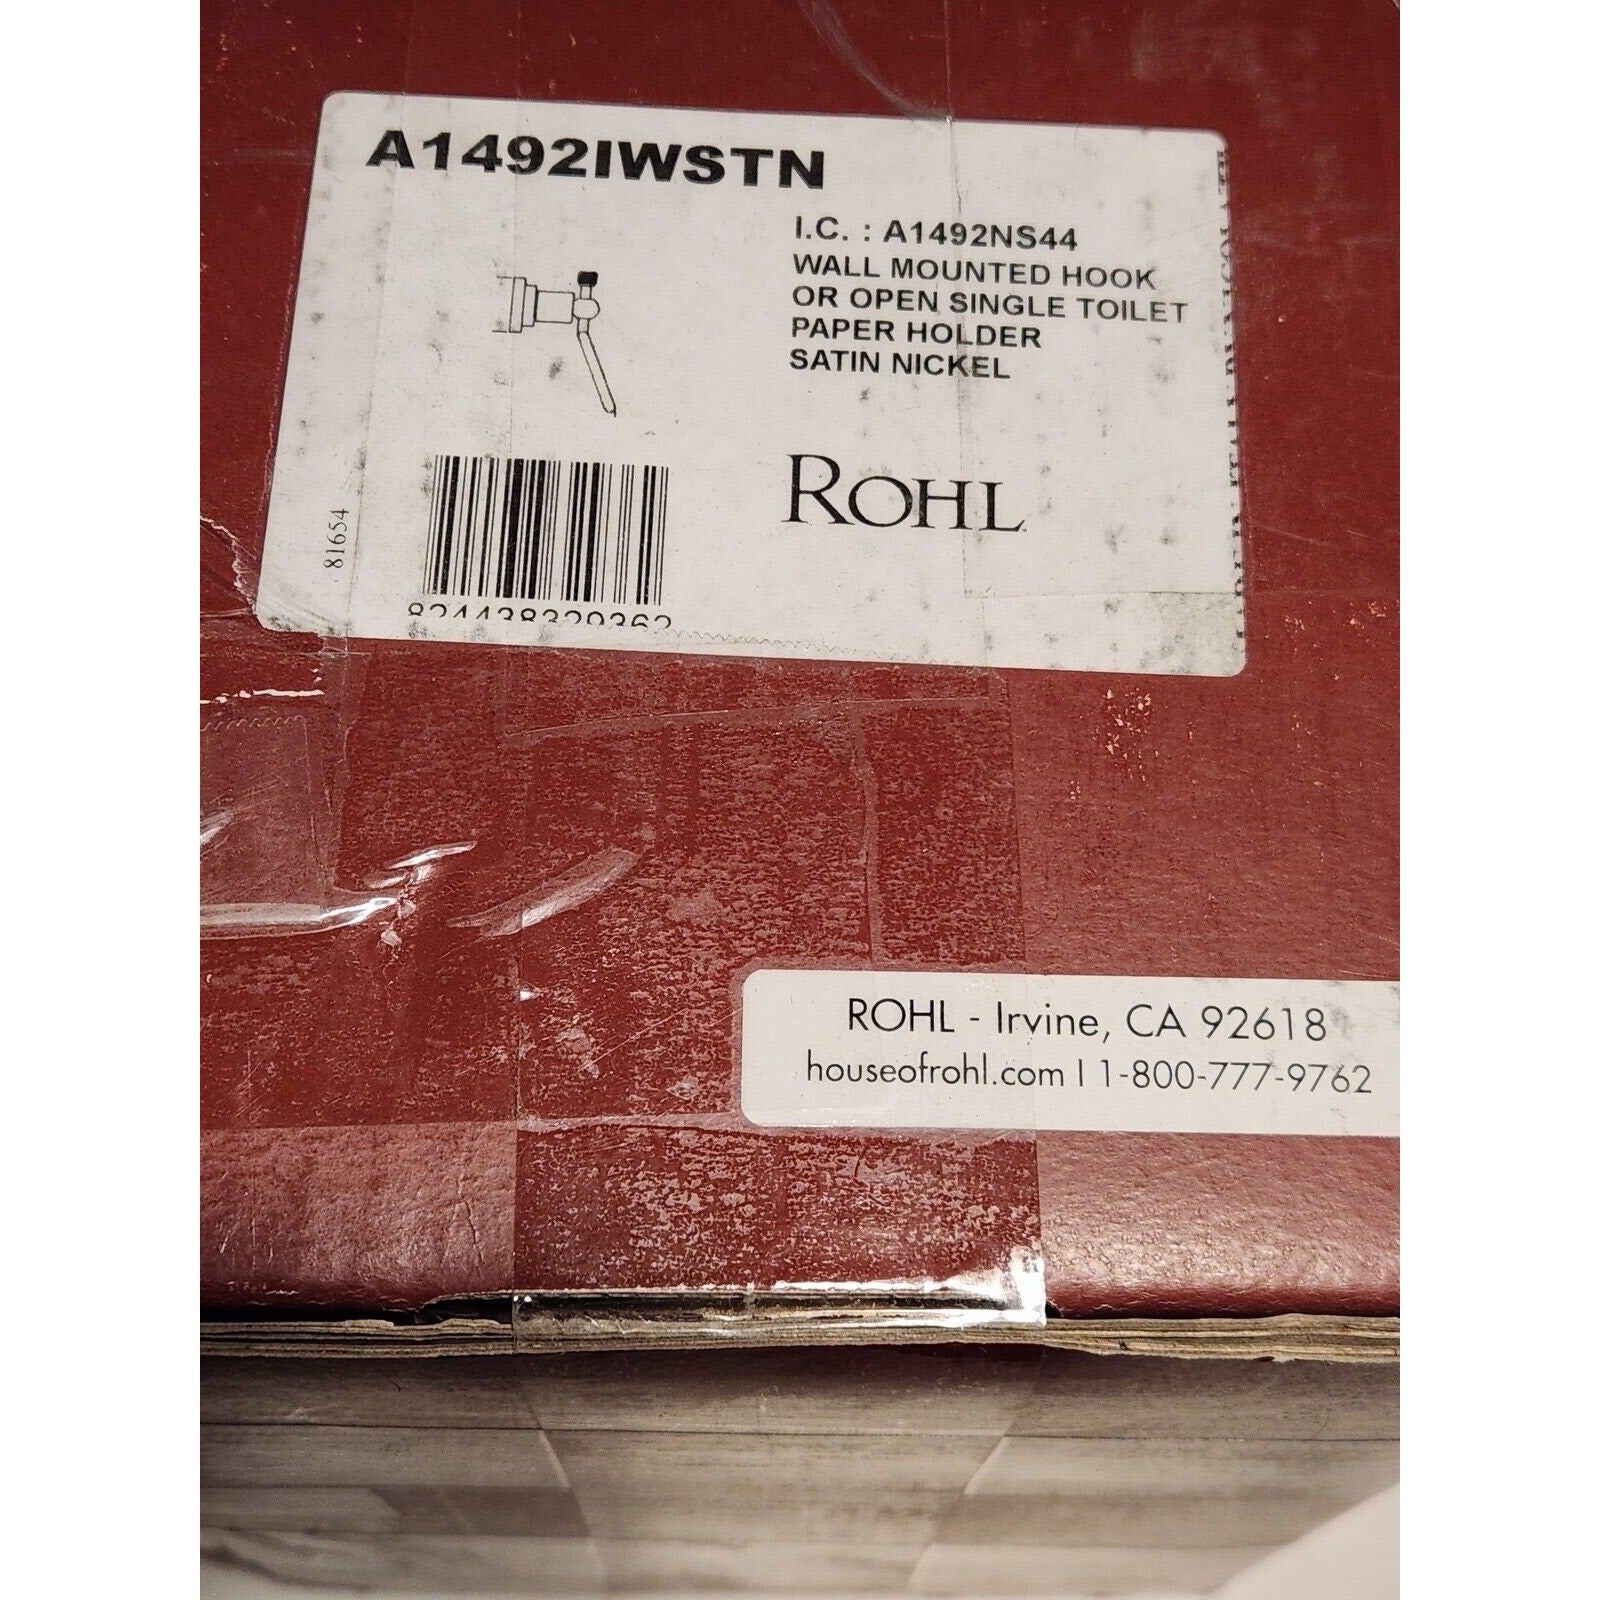 A1492IWSTN
I.C. : A1492NS44
WALL MOUNTED HOOK
OR OPEN SINGLE TOILET
PAPER HOLDER
SATIN NICKEL
81654
ROHL
824438329362
ROHL - Irvine, CA 92618
houseofrohl.com | 1-800-777-9762